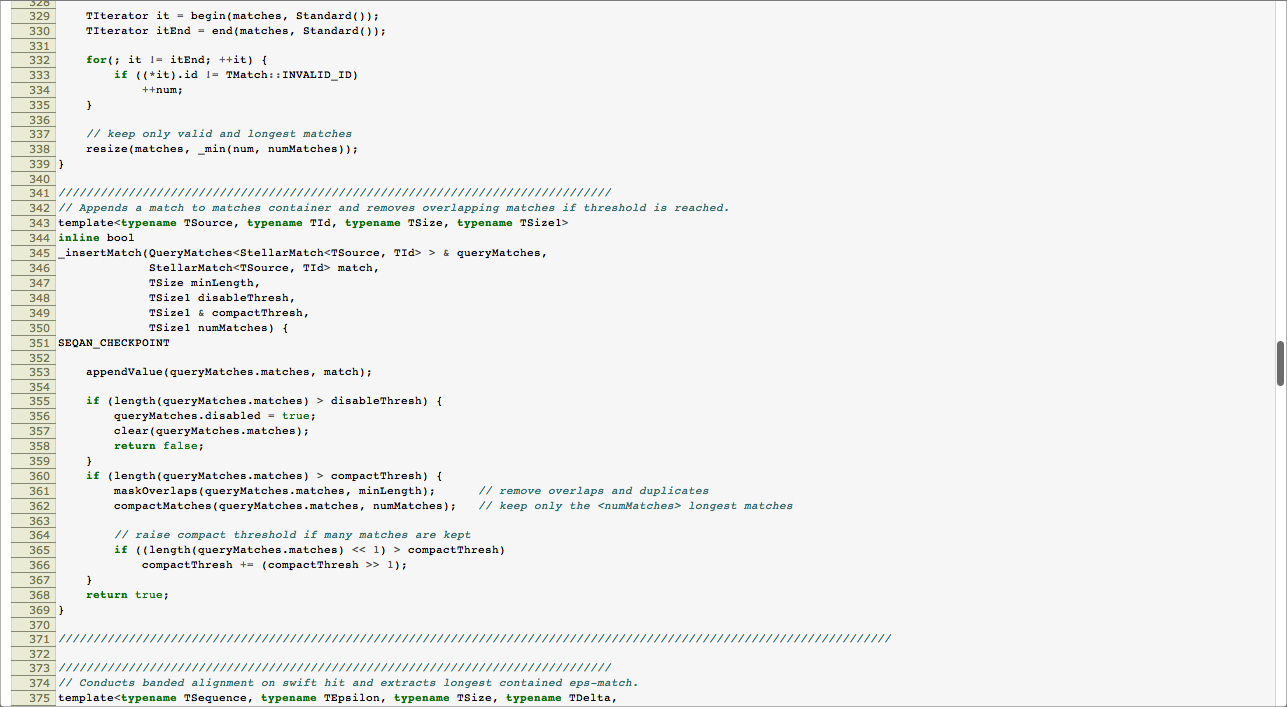 328
329 TIterator it = begin(matches, Standard());
330 TIterator itEnd = end(matches, Standard());
331
332 for(; it != itEnd; ++it) {
333 if ((*it).id != TMatch::INVALID_ID)
334 ++num;
335 }
336
337 // keep only valid and longest matches
338 resize(matches, _min(num, numMatches));
339 }
340
341 ///////////////////////////////////////////////////////////////////////////////
342 // Appends a match to matches container and removes overlapping matches if threshold is reached.
343 template<typename TSource, typename TId, typename TSize, typename TSize1>
344 inline bool
345 _insertMatch(QueryMatches<StellarMatch<TSource, TId> > & queryMatches,
346 StellarMatch<TSource, TId> match,
347 TSize minLength,
348 TSize1 disableThresh,
349 TSize1 & compactThresh,
350 TSize1 numMatches) {
351 SEQAN_CHECKPOINT
352
353 appendValue(queryMatches.matches, match);
354
355 if (length(queryMatches.matches) > disableThresh) {
356 queryMatches.disabled = true;
357 clear(queryMatches.matches);
358 return false;
359 }
360 if (length(queryMatches.matches) > compactThresh) {
361 maskOverlaps(queryMatches.matches, minLength); // remove overlaps and duplicates
362 compactMatches(queryMatches.matches, numMatches); // keep only the <numMatches> longest matches
363
364 // raise compact threshold if many matches are kept
365 if ((length(queryMatches.matches) << 1) > compactThresh)
366 compactThresh += (compactThresh >> 1);
367 }
368 return true;
369 }
370
371 ///////////////////////////////////////////////////////////////////////////////////////////////////////////////////////
372
373 ///////////////////////////////////////////////////////////////////////////////
374 // Conducts banded alignment on swift hit and extracts longest contained eps-match.
375 template<typename TSequence, typename TEpsilon, typename TSize, typename TDelta,